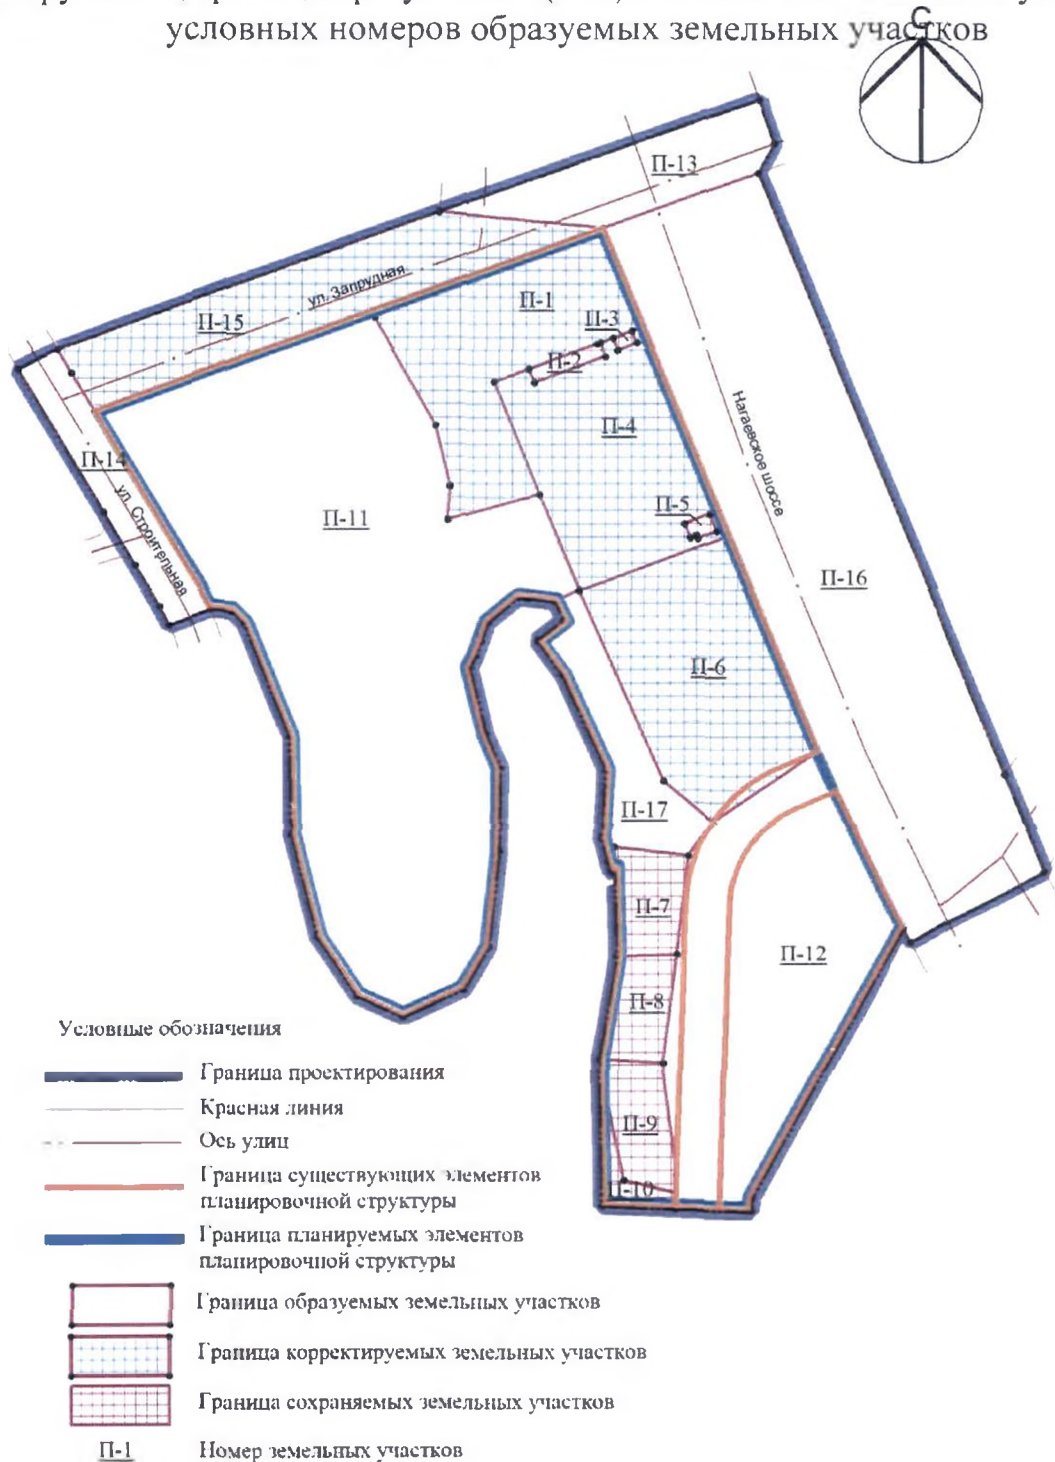 условных номеров образуемых земельных участков
С
П-13
ул. Запрудная
П-1
П-15
П-3
П-2
Нагаевское шоссе
П-4
П-14
ул. Строительная
П-5
П-11
П-16
П-6
П-17
П-7
П-12
П-8
П-9
П-10
Условные обозначения
Граница проектирования
Красная линия
Ось улиц
Граница существующих элементов
планировочной структуры
Граница планируемых элементов
планировочной структуры
Граница образуемых земельных участков
Граница корректируемых земельных участков
Граница сохраняемых земельных участков
П-1 Номер земельных участков